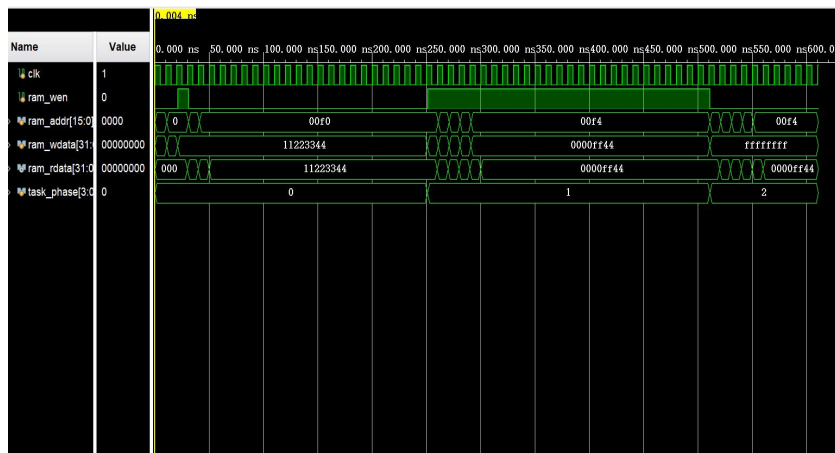 0.004 ns
Name Value
0.000 ns 50.000 ns 100.000 ns 150.000 ns 200.000 ns 250.000 ns 300.000 ns 350.000 ns 400.000 ns 450.000 ns 500.000 ns 550.000 ns 600.0
clk 1
ram_wen 0
ram_addr[15:0] 0000 0 00f0 00f4 00f4
ram_wdata[31: 00000000 11223344 0000ff44 ffffffff
ram_rdata[31:0 00000000 000 11223344 0000ff44 0000ff44
task_phase[3:0 0 0 1 2